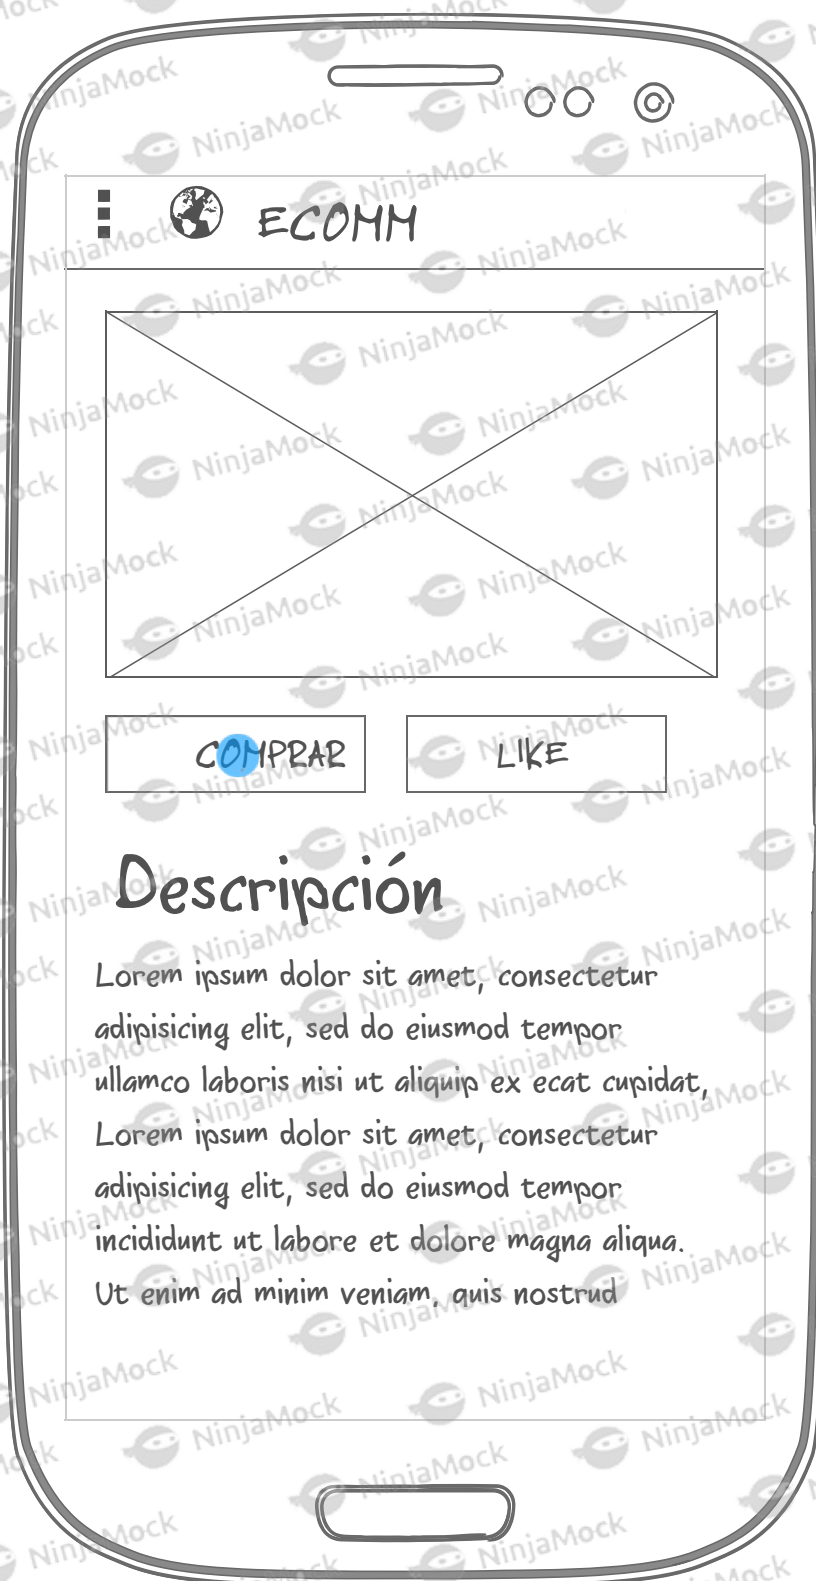 ECOMM
COMPRAR
LIKE
Descripción
Lorem ipsum dolor sit amet, consectetur
adipisicing elit, sed do eiusmod tempor
ullamco laboris nisi ut aliquip ex ecat cupidat,
Lorem ipsum dolor sit amet, consectetur
adipisicing elit, sed do eiusmod tempor
incididunt ut labore et dolore magna aliqua.
Ut enim ad minim veniam, quis nostrud
NinjaMock